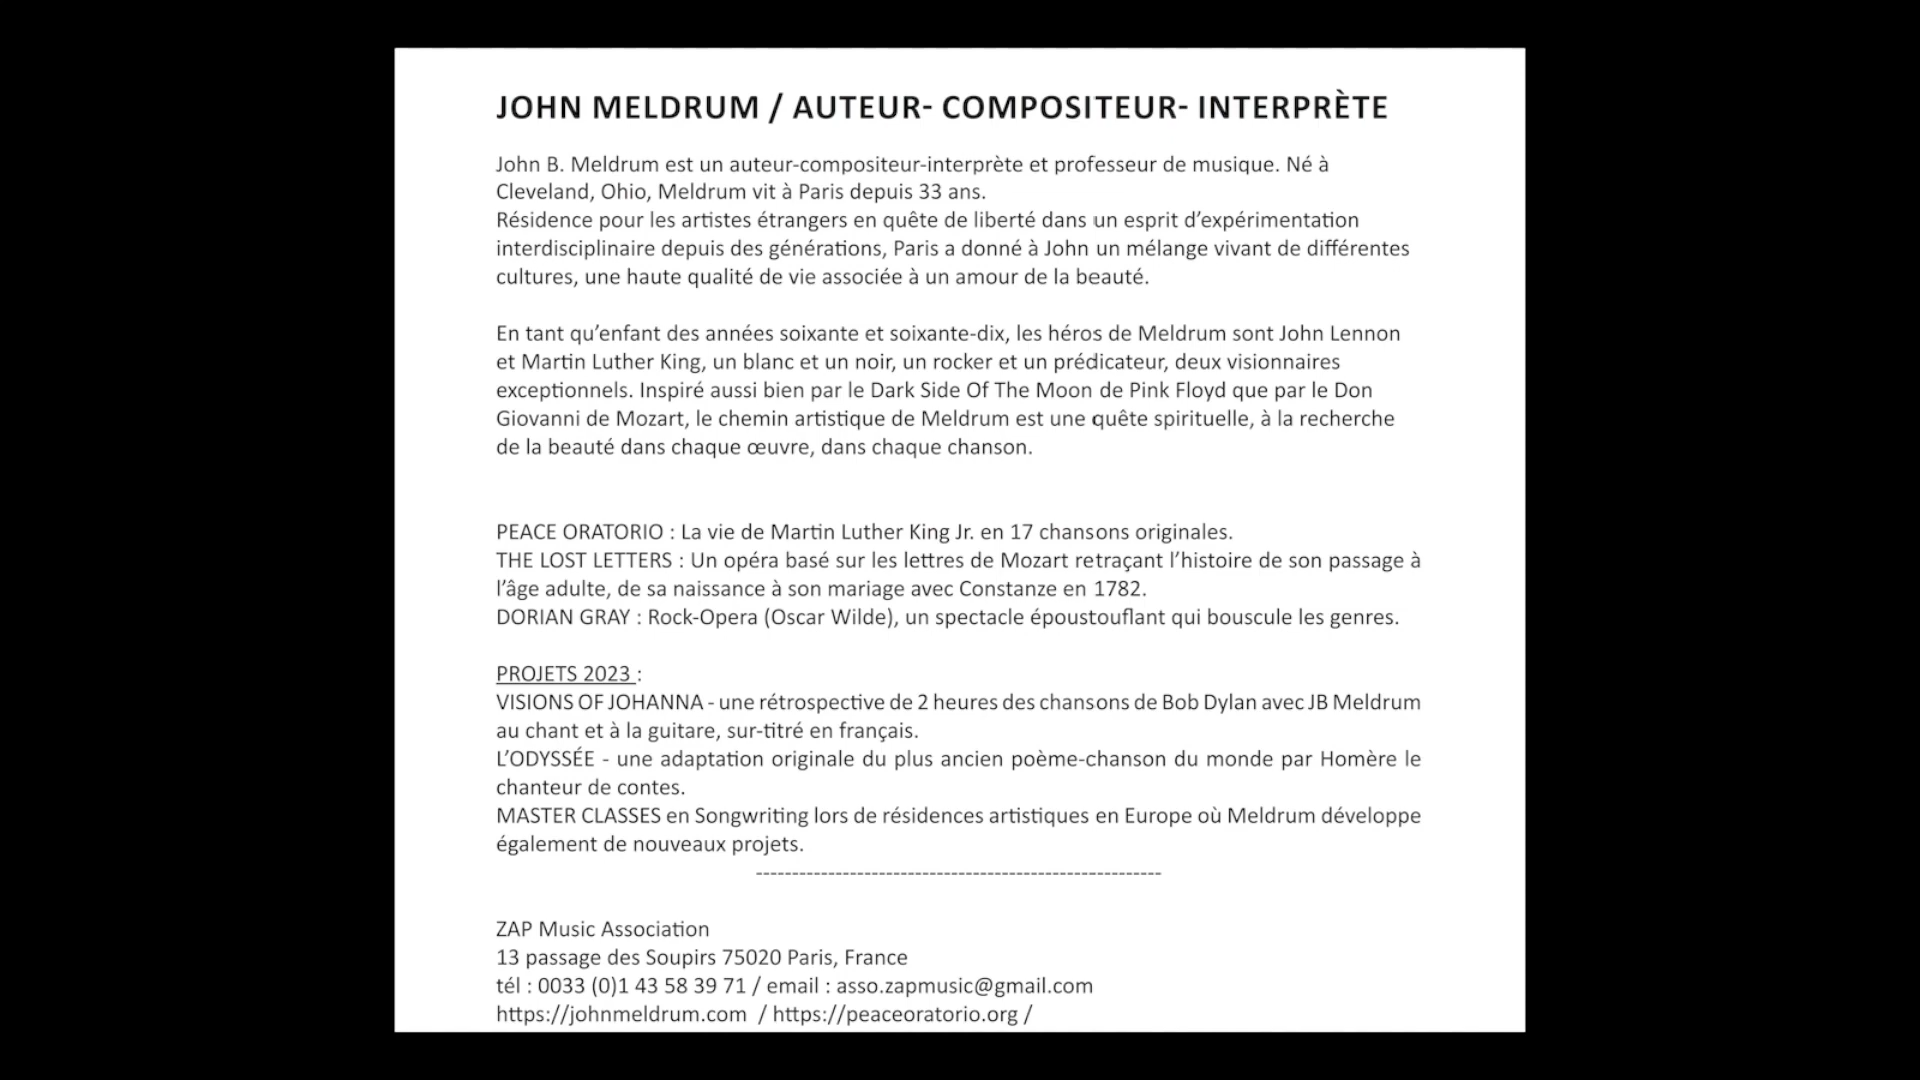 JOHN MELDRUM / AUTEUR- COMPOSITEUR- INTERPRÈTE
John B. Meldrum est un auteur-compositeur-interprète et professeur de musique. Né à
Cleveland, Ohio, Meldrum vit à Paris depuis 33 ans.
Résidence pour les artistes étrangers en quête de liberté dans un esprit d’expérimentation
interdisciplinaire depuis des générations, Paris a donné à John un mélange vivant de différentes
cultures, une haute qualité de vie associée à un amour de la beauté.
En tant qu’enfant des années soixante et soixante-dix, les héros de Meldrum sont John Lennon
et Martin Luther King, un blanc et un noir, un rocker et un prédicateur, deux visionnaires
exceptionnels. Inspiré aussi bien par le Dark Side Of The Moon de Pink Floyd que par le Don
Giovanni de Mozart, le chemin artistique de Meldrum est une quête spirituelle, à la recherche
de la beauté dans chaque œuvre, dans chaque chanson.
PEACE ORATORIO : La vie de Martin Luther King Jr. en 17 chansons originales.
THE LOST LETTERS : Un opéra basé sur les lettres de Mozart retraçant l’histoire de son passage à
l’âge adulte, de sa naissance à son mariage avec Constanze en 1782.
DORIAN GRAY : Rock-Opera (Oscar Wilde), un spectacle époustouflant qui bouscule les genres.
PROJETS 2023 :
VISIONS OF JOHANNA - une rétrospective de 2 heures des chansons de Bob Dylan avec JB Meldrum
au chant et à la guitare, sur-titré en français.
L’ODYSSÉE - une adaptation originale du plus ancien poème-chanson du monde par Homère le
chanteur de contes.
MASTER CLASSES en Songwriting lors de résidences artistiques en Europe où Meldrum développe
également de nouveaux projets.
--------------------------------------------------------
ZAP Music Association
13 passage des Soupirs 75020 Paris, France
tél : 0033 (0)1 43 58 39 71 / email : asso.zapmusic@gmail.com
https://johnmeldrum.com / https://peaceoratorio.org /